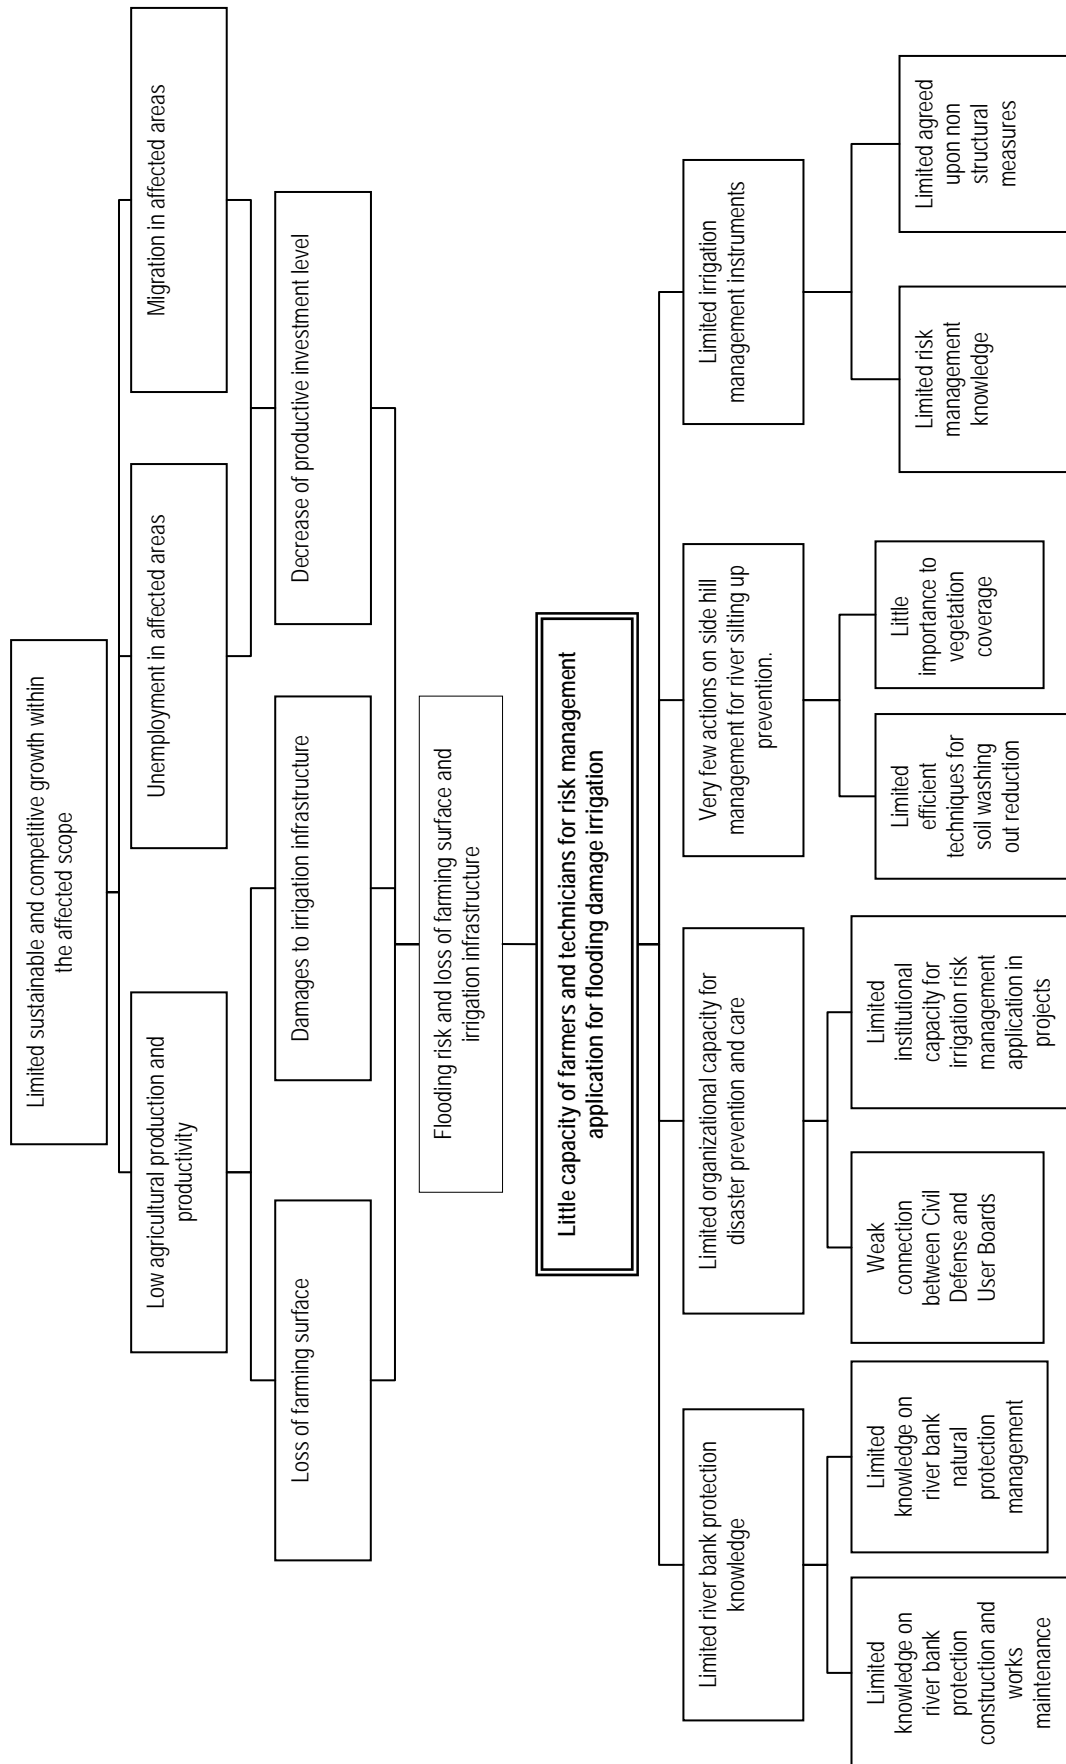 Limited sustainable and competitive growth within
the affected scope
Low agricultural production and
productivity
Unemployment in affected areas
Migration in affected areas
Loss of farming surface
Damages to irrigation infrastructure
Decrease of productive investment level
Flooding risk and loss of farming surface and
irrigation infrastructure
Little capacity of farmers and technicians for risk management
application for flooding damage irrigation
Limited river bank protection
knowledge
Limited organizational capacity for
disaster prevention and care
Very few actions on side hill
management for river silting up
prevention.
Limited irrigation
management instruments
Limited
knowledge on
river bank
protection
construction and
works
maintenance
Limited
knowledge on
river bank
natural
protection
management
Weak
connection
between Civil
Defense and
User Boards
Limited
institutional
capacity for
irrigation risk
management
application in
projects
Limited
efficient
techniques for
soil washing
out reduction
Little
importance to
vegetation
coverage
Limited risk
management
knowledge
Limited agreed
upon non
structural
measures